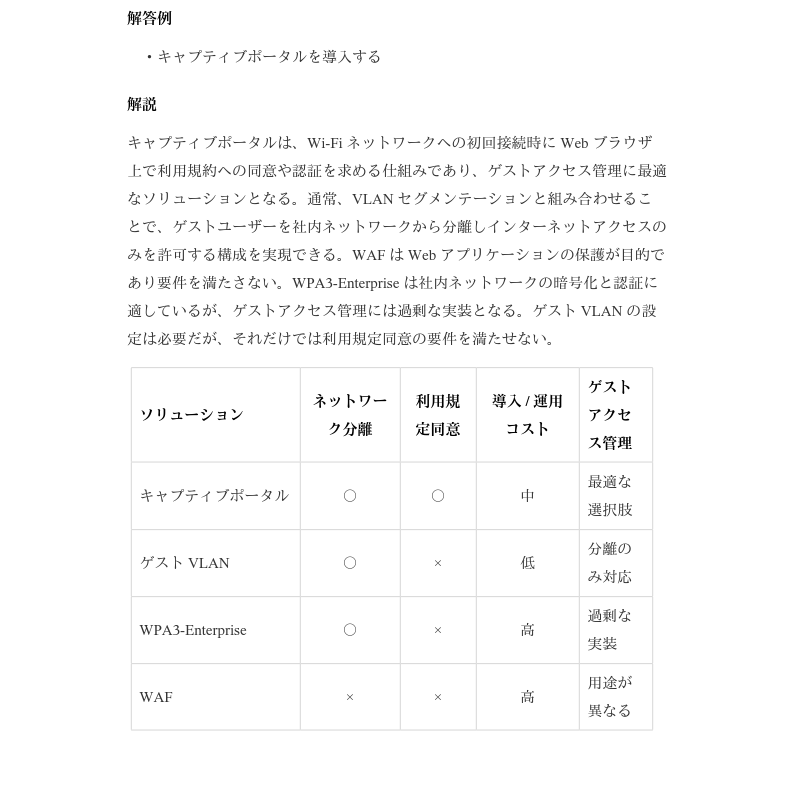 解答例
・キャプティブポータルを導入する
解説
キャプティブポータルは、Wi-Fi ネットワークへの初回接続時に Web ブラウザ
上で利用規約への同意や認証を求める仕組みであり、ゲストアクセス管理に最適
なソリューションとなる。通常、VLAN セグメンテーションと組み合わせるこ
とで、ゲストユーザーを社内ネットワークから分離しインターネットアクセスの
みを許可する構成を実現できる。WAF は Web アプリケーションの保護が目的で
あり要件を満たさない。WPA3-Enterprise は社内ネットワークの暗号化と認証に
適しているが、ゲストアクセス管理には過剰な実装となる。ゲスト VLAN の設
定は必要だが、それだけでは利用規定同意の要件を満たせない。
ソリューション
ネットワー
ク分離
利用規
定同意
導入 / 運用
コスト
ゲスト
アクセ
ス管理
キャプティブポータル
○
○
中
最適な
選択肢
ゲスト VLAN
○
×
低
分離の
み対応
WPA3-Enterprise
○
×
高
過剰な
実装
WAF
×
×
高
用途が
異なる